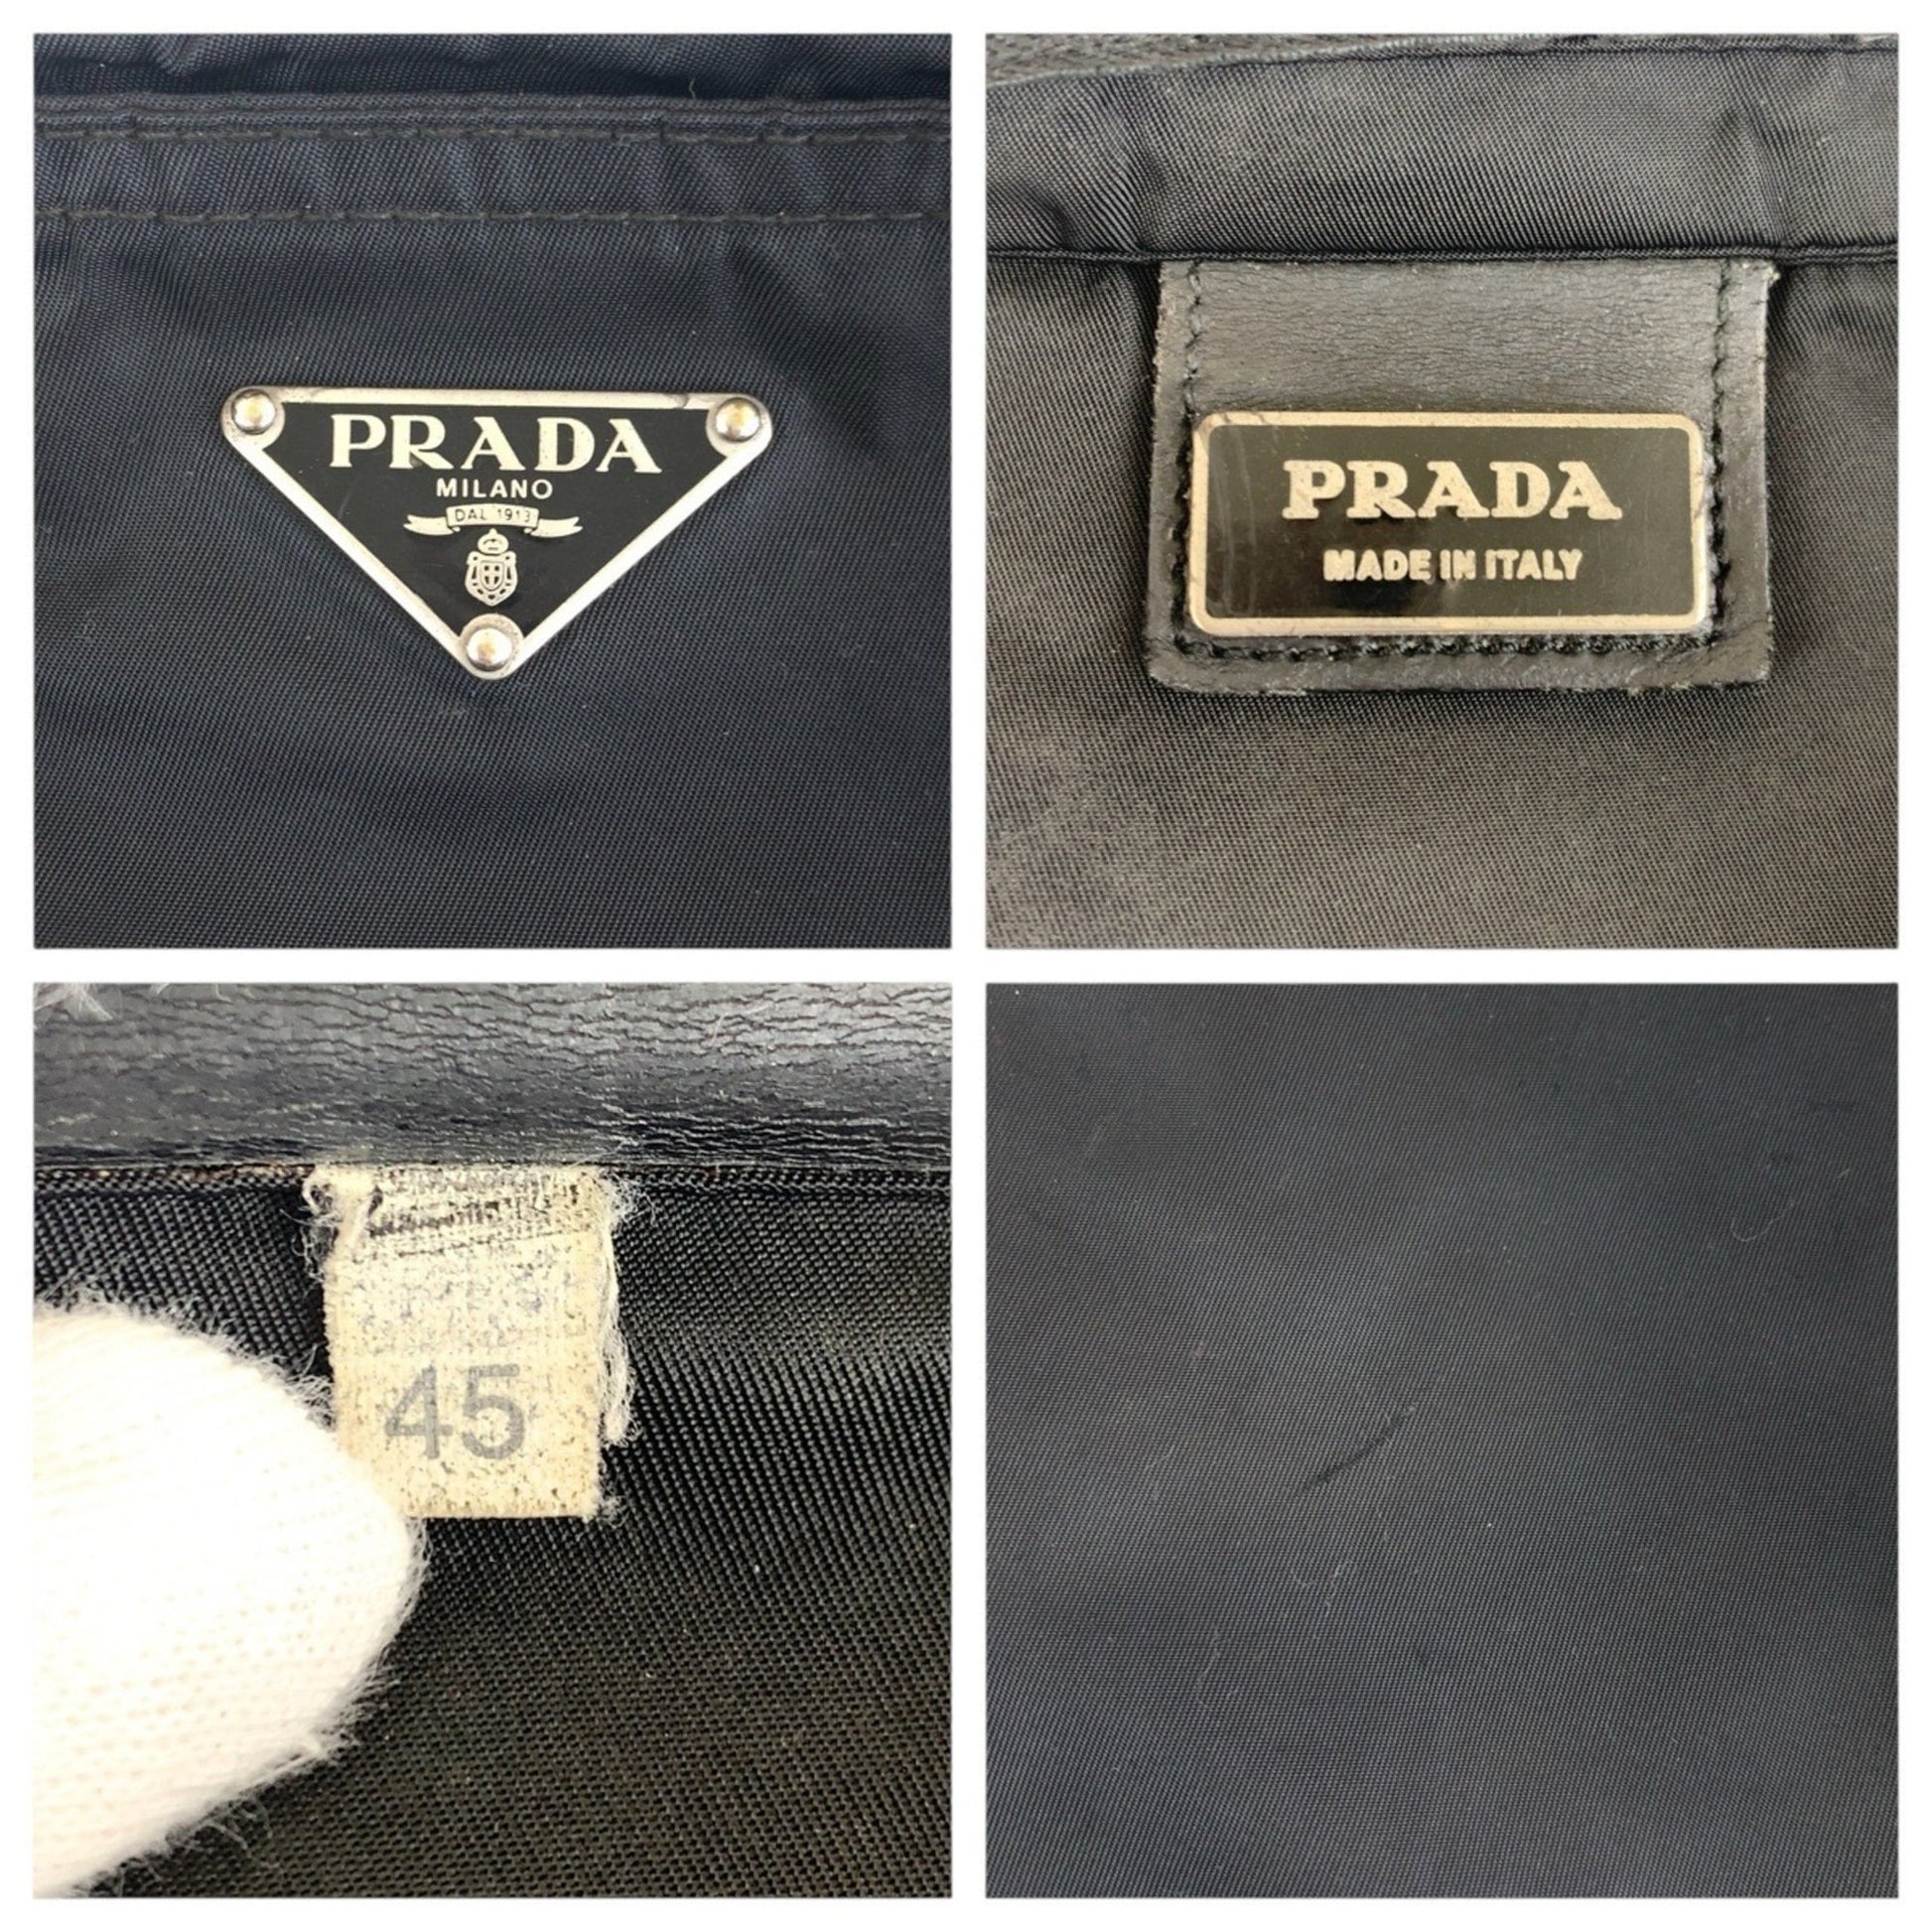 PRADA
MILANO
DAL 1913
PRADA
MADE IN ITALY
45